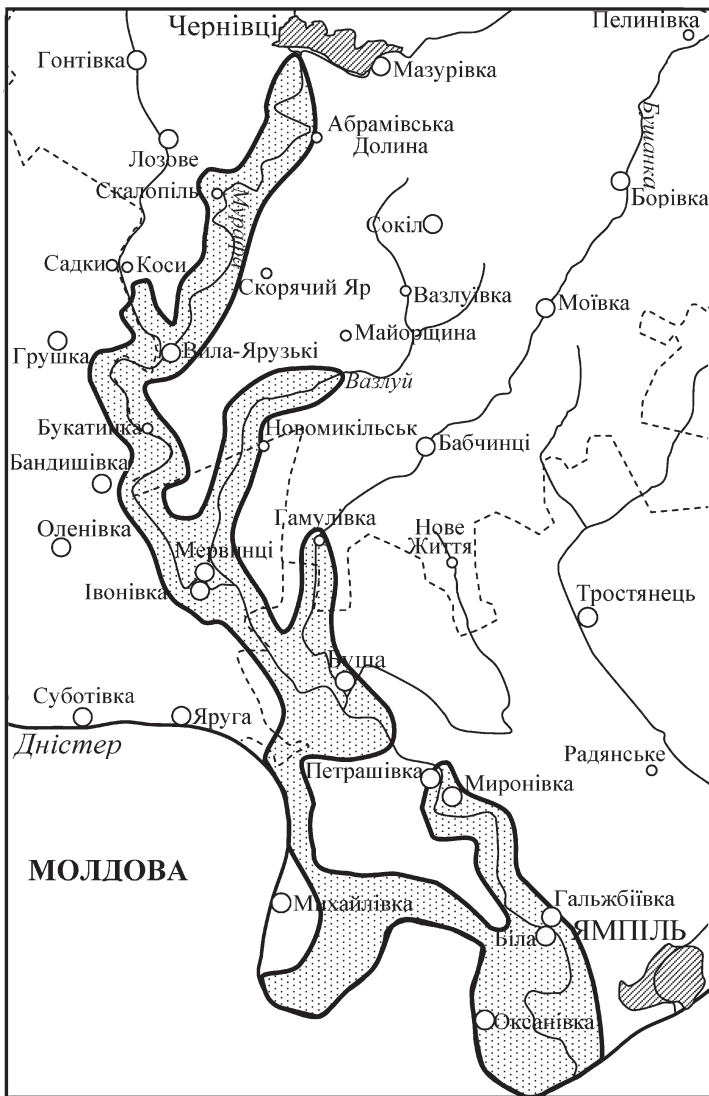 Чернівці
Пелинівка
Гонтівка
Мазурівка
Абрамівська
Долина
Бушанка
Лозове
Скалопіль
Мурафа
Борівка
Сокіл
Садки
Коси
Скорячий Яр
Вазлуївка
Моївка
Майорщина
Грушка
Вила-Ярузькі
Вазлуй
Букатинка
Новомикільськ
Бабчинці
Бандишівка
Гамулівка
Нове
Життя
Оленівка
Мервинці
Івонівка
Тростянець
Буша
Суботівка
Яруга
Дністер
Петрашівка
Миронівка
Радянське
МОЛДОВА
Михайлівка
Гальжбіївка
ЯМПІЛЬ
Біла
Оксанівка